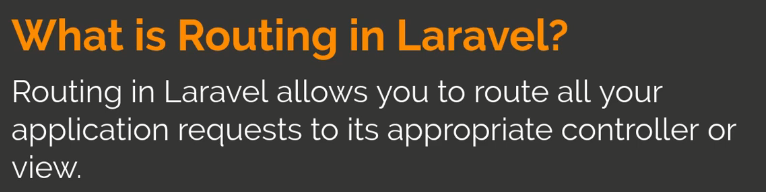 What is Routing in Laravel?
Routing in Laravel allows you to route all your
application requests to its appropriate controller or
view.